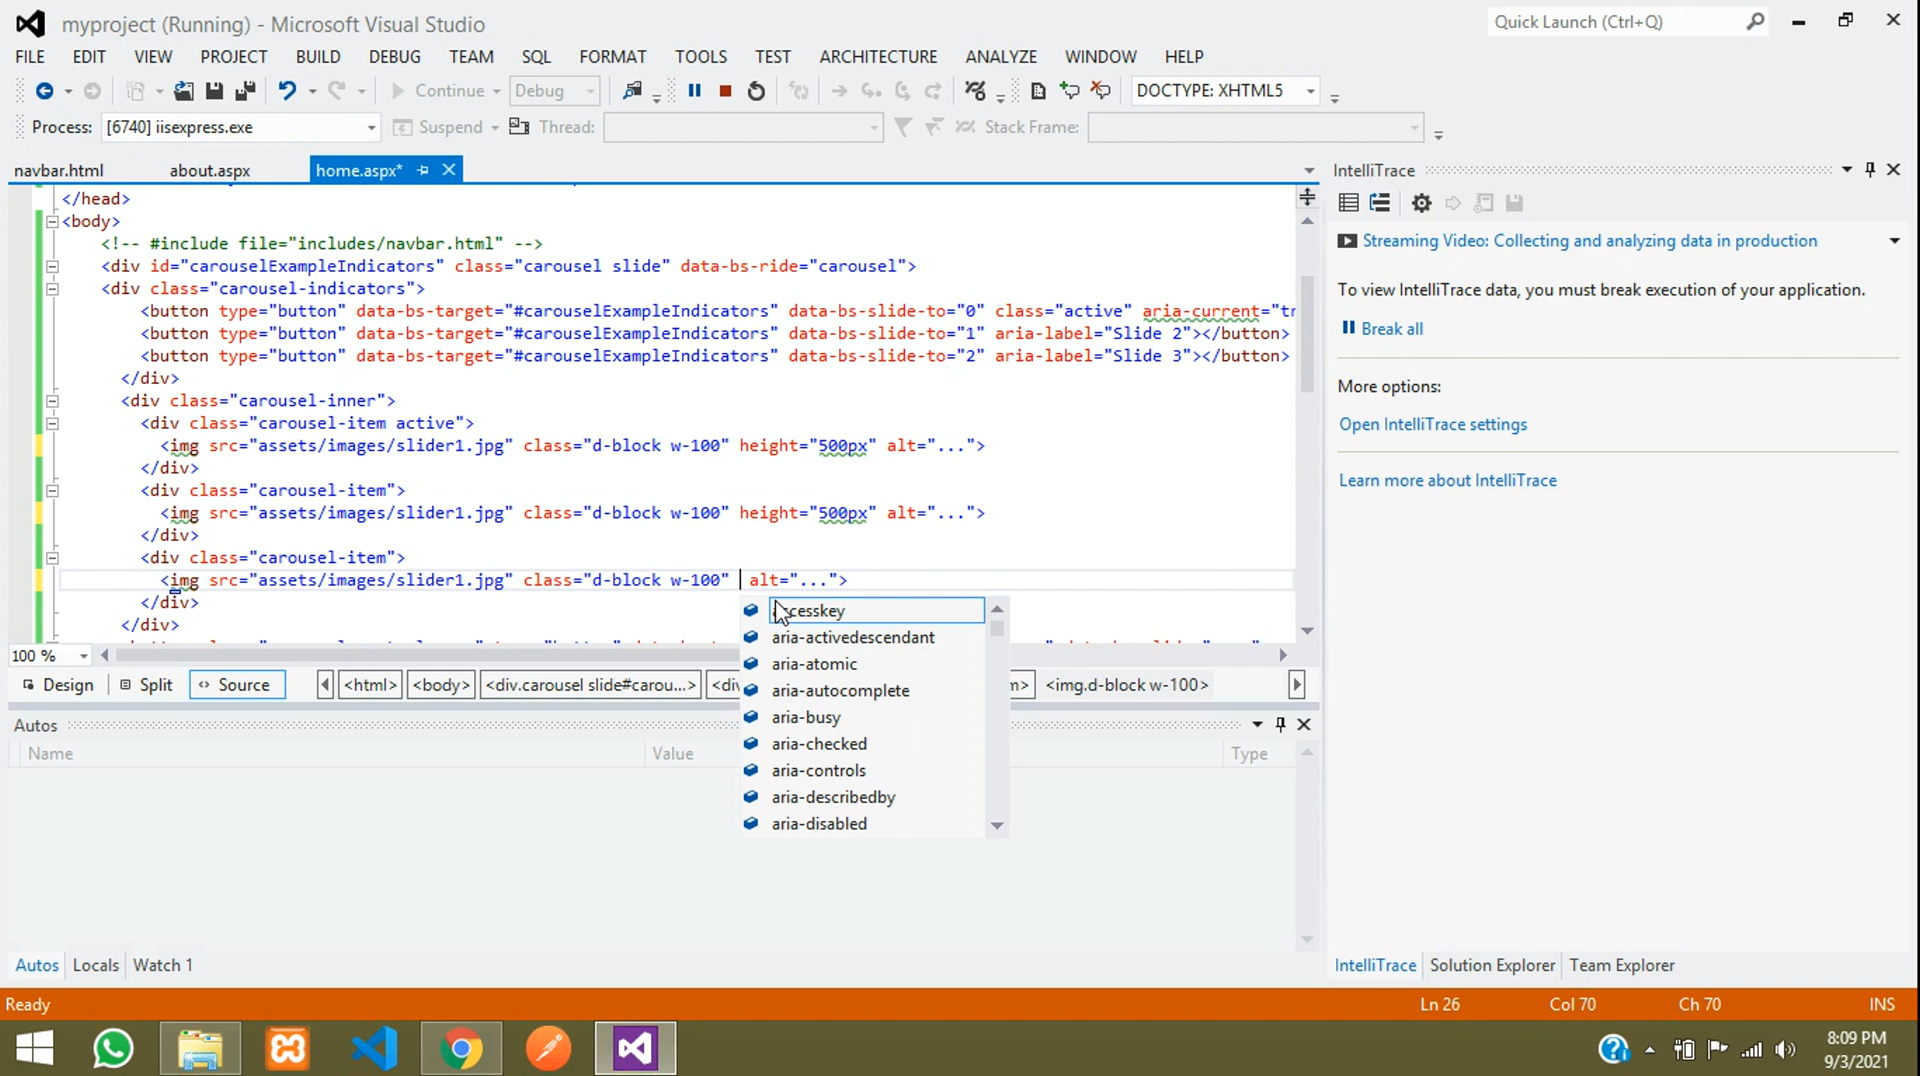 myproject (Running) - Microsoft Visual Studio
Quick Launch (Ctrl+Q)
FILE EDIT VIEW PROJECT BUILD DEBUG TEAM SQL FORMAT TOOLS TEST ARCHITECTURE ANALYZE WINDOW HELP
Continue Debug DOCTYPE: XHTML5
Process: [6740] iisexpress.exe Suspend Thread: Stack Frame:
navbar.html about.aspx home.aspx*
</head>
<body>
<!-- #include file="includes/navbar.html" -->
<div id="carouselExampleIndicators" class="carousel slide" data-bs-ride="carousel">
<div class="carousel-indicators">
<button type="button" data-bs-target="#carouselExampleIndicators" data-bs-slide-to="0" class="active" aria-current="tr
<button type="button" data-bs-target="#carouselExampleIndicators" data-bs-slide-to="1" aria-label="Slide 2"></button>
<button type="button" data-bs-target="#carouselExampleIndicators" data-bs-slide-to="2" aria-label="Slide 3"></button>
</div>
<div class="carousel-inner">
<div class="carousel-item active">
<img src="assets/images/slider1.jpg" class="d-block w-100" height="500px" alt="...">
</div>
<div class="carousel-item">
<img src="assets/images/slider1.jpg" class="d-block w-100" height="500px" alt="...">
</div>
<div class="carousel-item">
<img src="assets/images/slider1.jpg" class="d-block w-100" alt="...">
</div>
</div>
accesskey
aria-activedescendant
aria-atomic
aria-autocomplete
aria-busy
aria-checked
aria-controls
aria-describedby
aria-disabled
100 %
Design Split Source <html> <body> <div.carousel slide#carou...> <div m> <img.d-block w-100>
Autos
Name Value Type
Autos Locals Watch 1
IntelliTrace
Streaming Video: Collecting and analyzing data in production
To view IntelliTrace data, you must break execution of your application.
Break all
More options:
Open IntelliTrace settings
Learn more about IntelliTrace
IntelliTrace Solution Explorer Team Explorer
Ready Ln 26 Col 70 Ch 70 INS
8:09 PM
9/3/2021